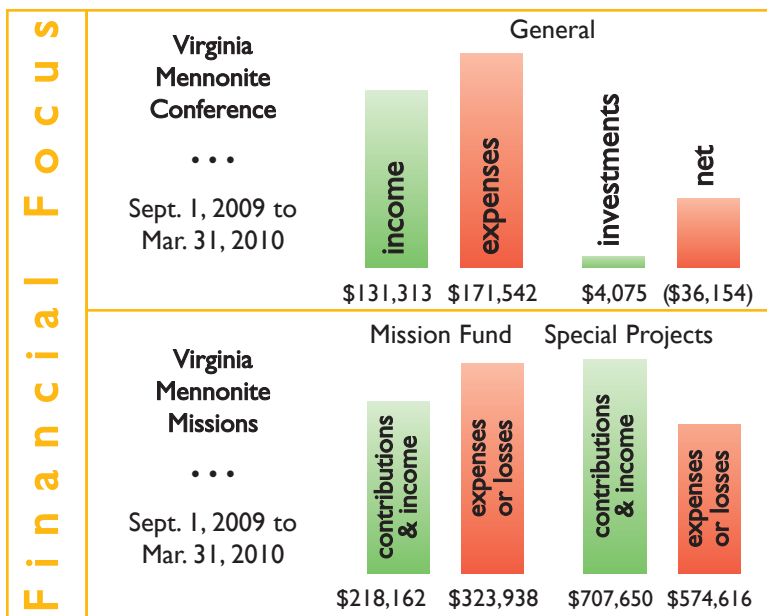 Financial Focus
Virginia
Mennonite
Conference
...
Sept. 1, 2009 to
Mar. 31, 2010
General
income
expenses
investments
net
$131,313 $171,542 $4,075 ($36,154)
Virginia
Mennonite
Missions
...
Sept. 1, 2009 to
Mar. 31, 2010
Mission Fund Special Projects
contributions
& income
expenses
or losses
contributions
& income
expenses
or losses
$218,162 $323,938 $707,650 $574,616